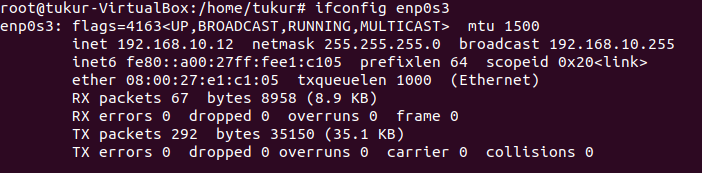 root@tukur-VirtualBox:/home/tukur# ifconfig enp0s3
enp0s3: flags=4163<UP,BROADCAST,RUNNING,MULTICAST>  mtu 1500
        inet 192.168.10.12  netmask 255.255.255.0  broadcast 192.168.10.255
        inet6 fe80::a00:27ff:fee1:c105  prefixlen 64  scopeid 0x20<link>
        ether 08:00:27:e1:c1:05  txqueuelen 1000  (Ethernet)
        RX packets 67  bytes 8958 (8.9 KB)
        RX errors 0  dropped 0  overruns 0  frame 0
        TX packets 292  bytes 35150 (35.1 KB)
        TX errors 0  dropped 0 overruns 0  carrier 0  collisions 0